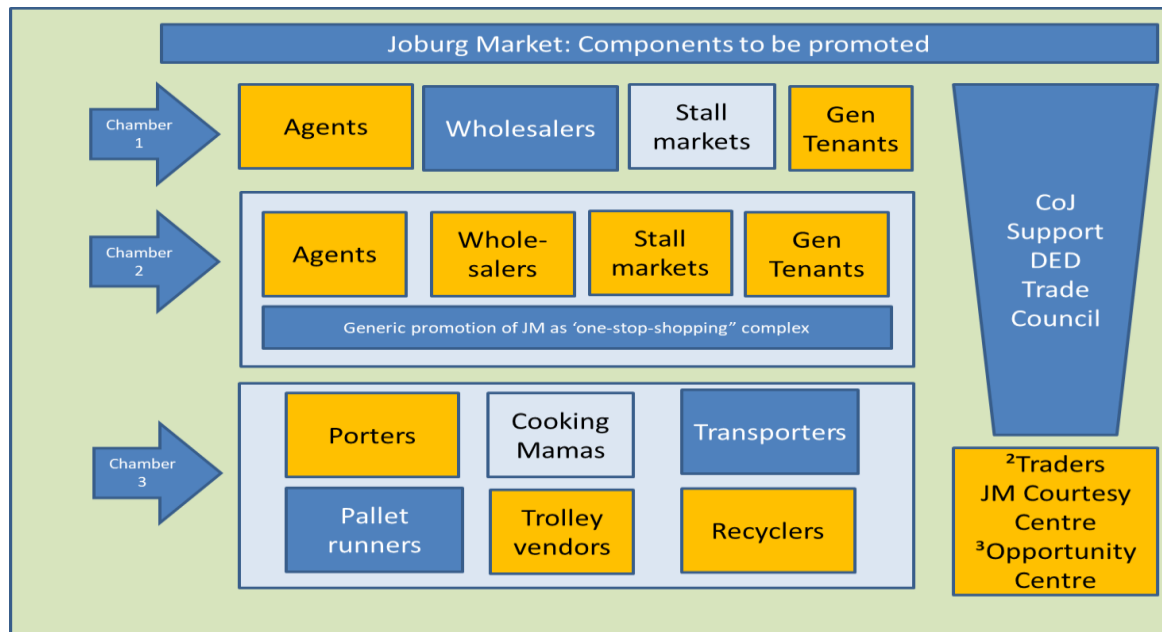 Joburg Market: Components to be promoted
Chamber
1
Agents
Wholesalers
Stall
markets
Gen
Tenants
Chamber
2
Agents
Whole-
salers
Stall
markets
Gen
Tenants
Generic promotion of JM as ‘one-stop-shopping” complex
Chamber
3
Porters
Cooking
Mamas
Transporters
Pallet
runners
Trolley
vendors
Recyclers
CoJ
Support
DED
Trade
Council
²Traders
JM Courtesy
Centre
³Opportunity
Centre